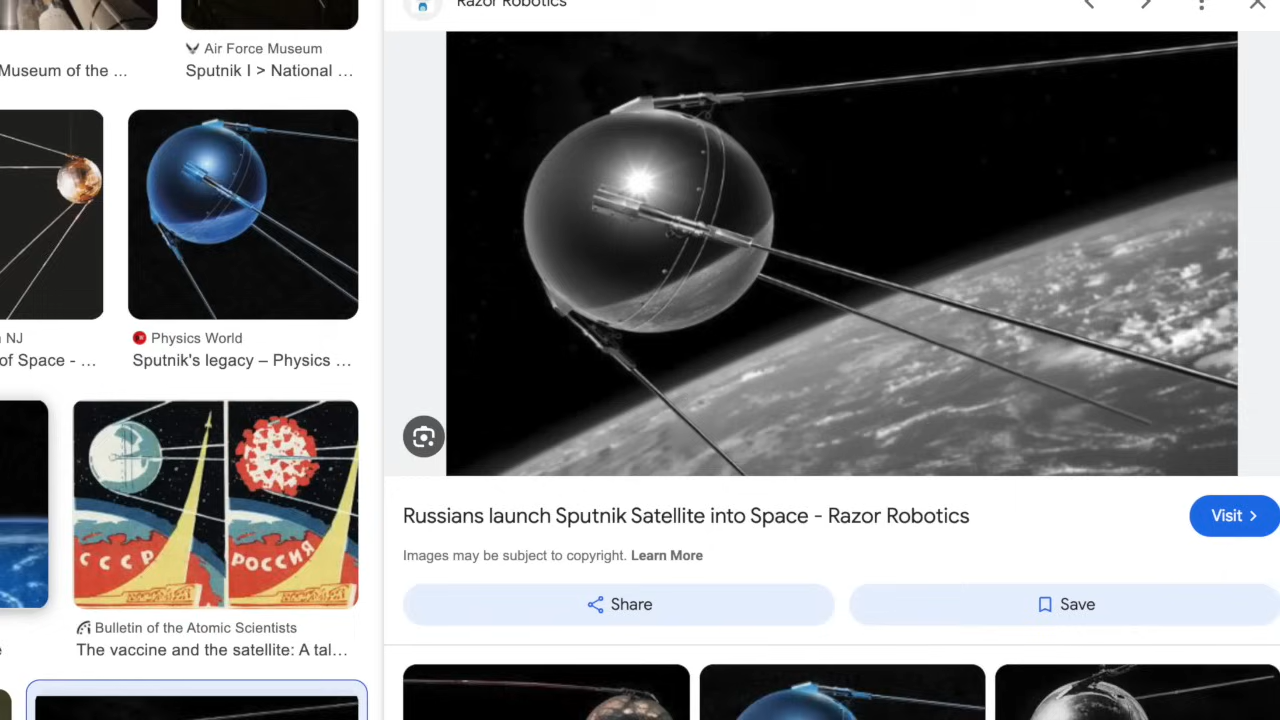 Razor Robotics
Air Force Museum
Museum of the ...
Sputnik I > National ...
NJ
Physics World
of Space - ...
Sputnik's legacy – Physics ...
СССР
РОССИЯ
Bulletin of the Atomic Scientists
The vaccine and the satellite: A tal...
Russians launch Sputnik Satellite into Space - Razor Robotics
Visit
Images may be subject to copyright. Learn More
Share
Save